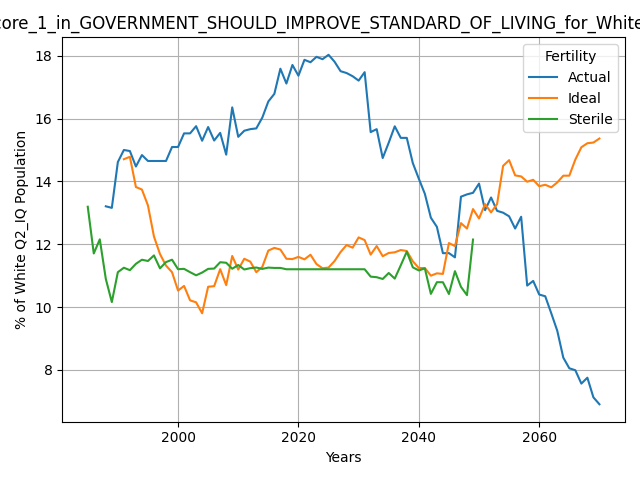 core_1_in_GOVERNMENT_SHOULD_IMPROVE_STANDARD_OF_LIVING_for_White
Fertility
Actual
Ideal
Sterile
% of White Q2_IQ Population
18
16
14
12
10
8
2000 2020 2040 2060
Years